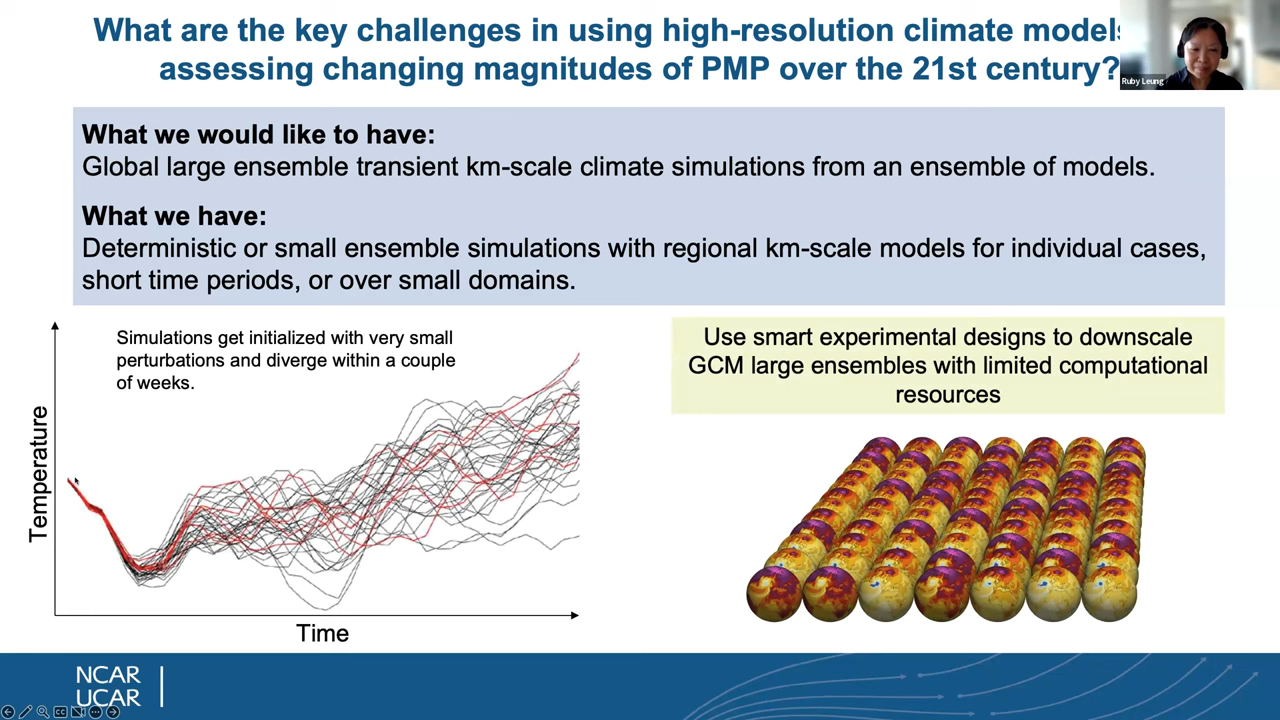 What are the key challenges in using high-resolution climate models
assessing changing magnitudes of PMP over the 21st century?
Ruby Leung
What we would like to have:
Global large ensemble transient km-scale climate simulations from an ensemble of models.
What we have:
Deterministic or small ensemble simulations with regional km-scale models for individual cases,
short time periods, or over small domains.
Simulations get initialized with very small
perturbations and diverge within a couple
of weeks.
Temperature
Time
Use smart experimental designs to downscale
GCM large ensembles with limited computational
resources
NCAR
UCAR